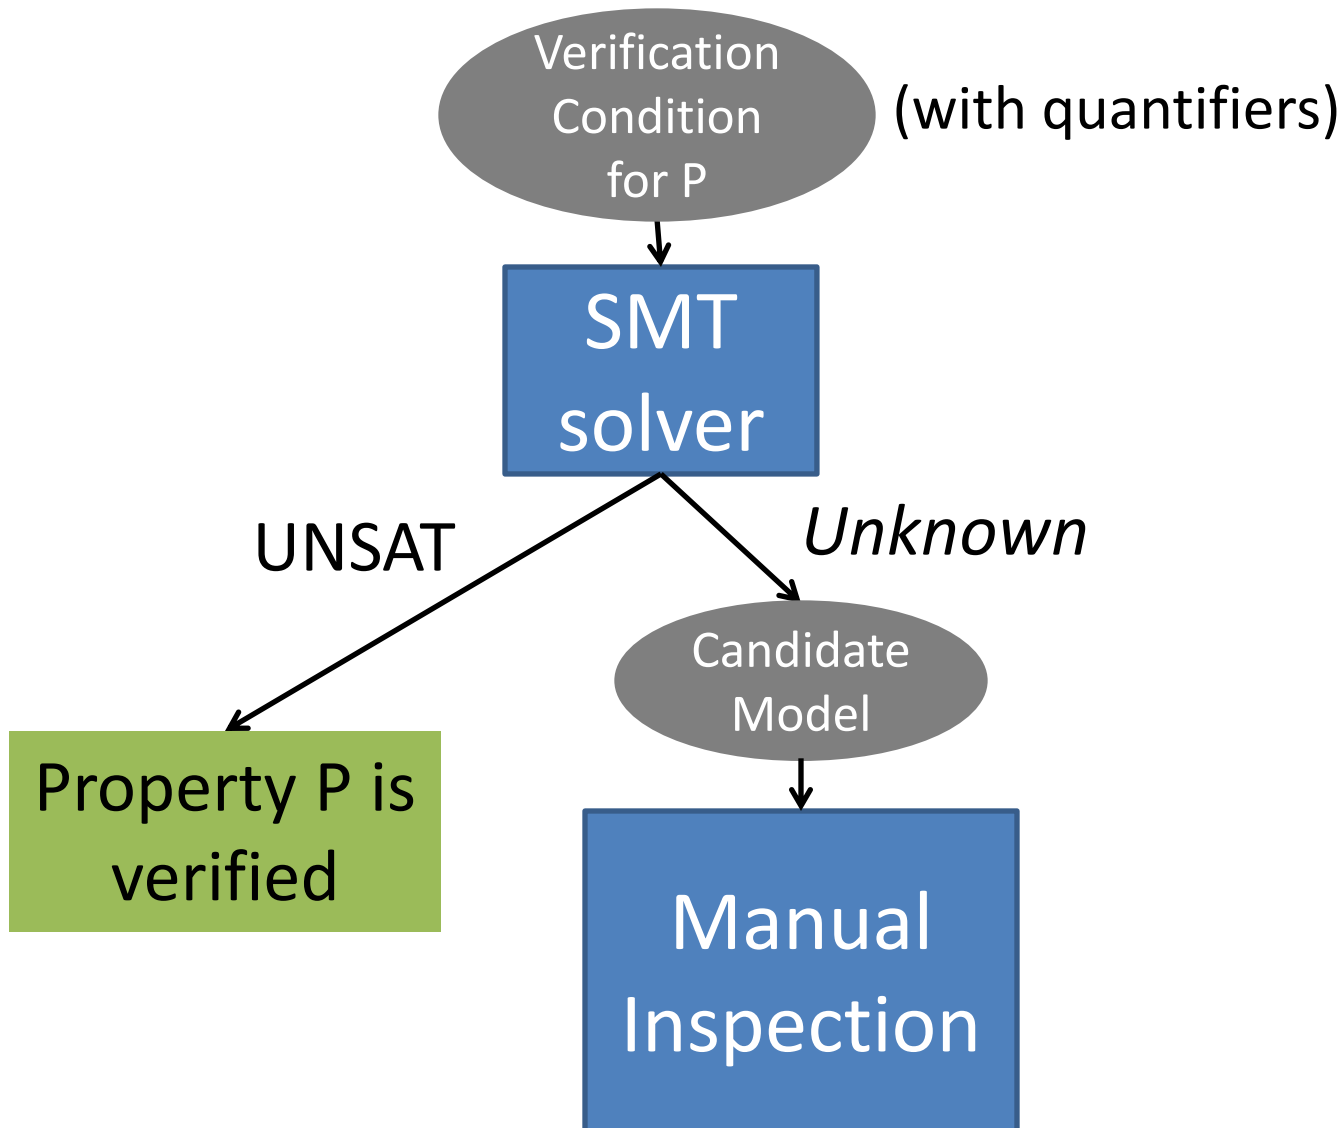 Verification
Condition
for P
(with quantifiers)
SMT
solver
UNSAT
Unknown
Candidate
Model
Property P is
verified
Manual
Inspection